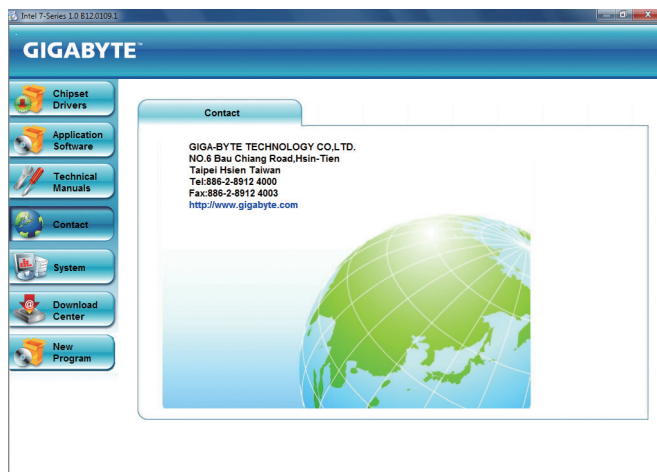 Intel 7-Series 1.0 B12.0109.1
GIGABYTE™
Chipset
Drivers
Application
Software
Technical
Manuals
Contact
System
Download
Center
New
Program
Contact
GIGA-BYTE TECHNOLOGY CO,LTD.
NO.6 Bau Chiang Road,Hsin-Tien
Taipei Hsien Taiwan
Tel:886-2-8912 4000
Fax:886-2-8912 4003
http://www.gigabyte.com